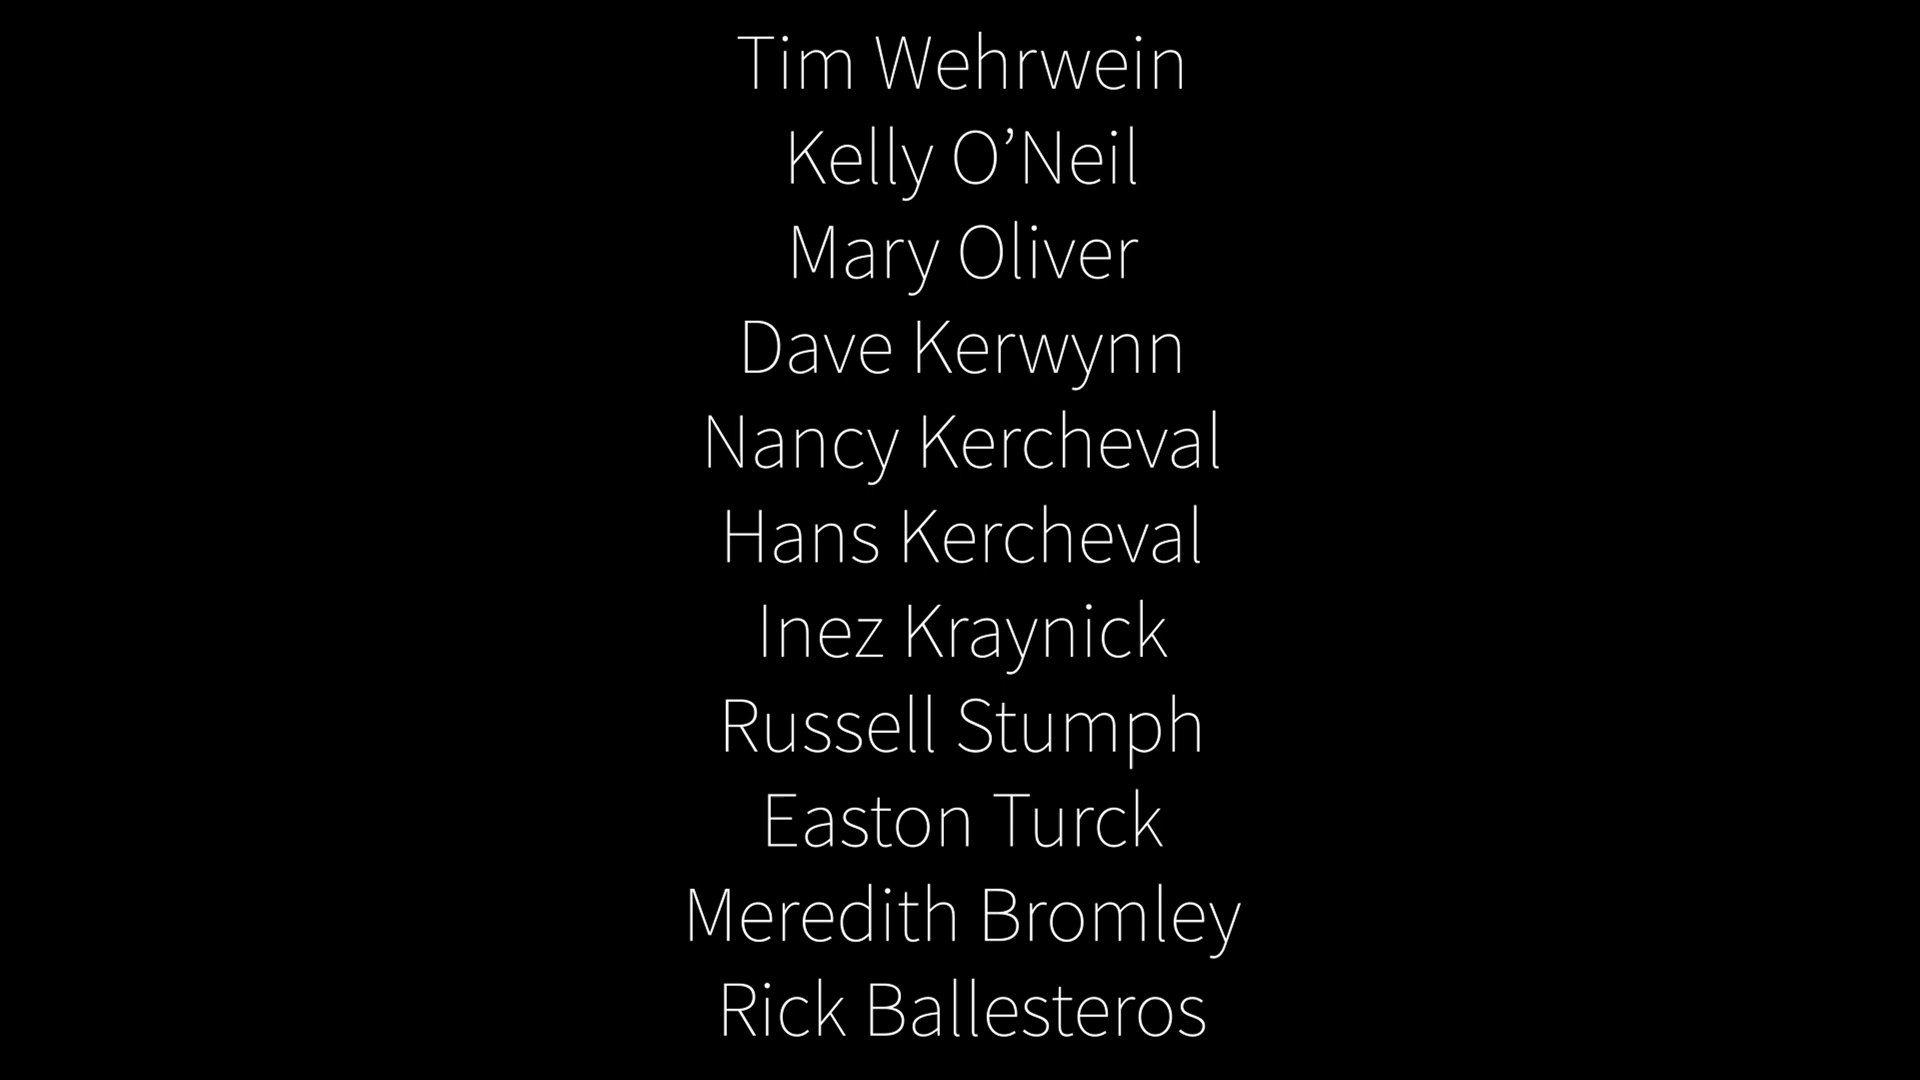 Tim Wehrwein
Kelly O’Neil
Mary Oliver
Dave Kerwynn
Nancy Kercheval
Hans Kercheval
Inez Kraynick
Russell Stumph
Easton Turck
Meredith Bromley
Rick Ballesteros